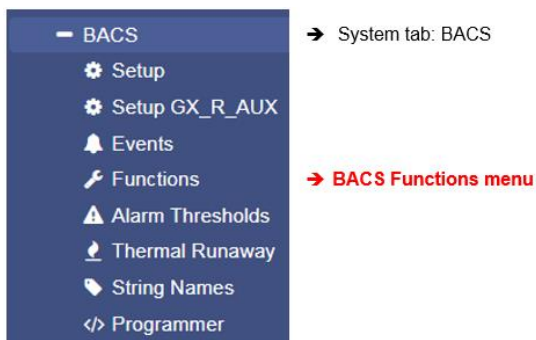 BACS → System tab: BACS
Setup
Setup GX_R_AUX
Events
Functions → BACS Functions menu
Alarm Thresholds
Thermal Runaway
String Names
</> Programmer